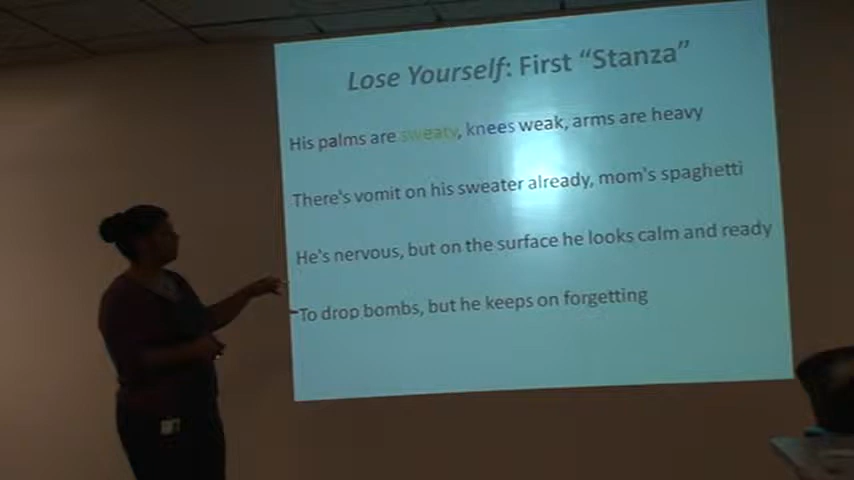 Lose Yourself: First “Stanza”
His palms are sweaty, knees weak, arms are heavy
There's vomit on his sweater already, mom's spaghetti
He's nervous, but on the surface he looks calm and ready
To drop bombs, but he keeps on forgetting